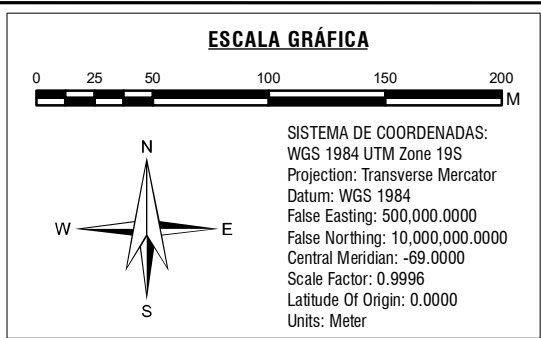 ESCALA GRÁFICA
0 25 50 100 150 200
M
N
W E
S
SISTEMA DE COORDENADAS:
WGS 1984 UTM Zone 19S
Projection: Transverse Mercator
Datum: WGS 1984
False Easting: 500,000.0000
False Northing: 10,000,000.0000
Central Meridian: -69.0000
Scale Factor: 0.9996
Latitude Of Origin: 0.0000
Units: Meter